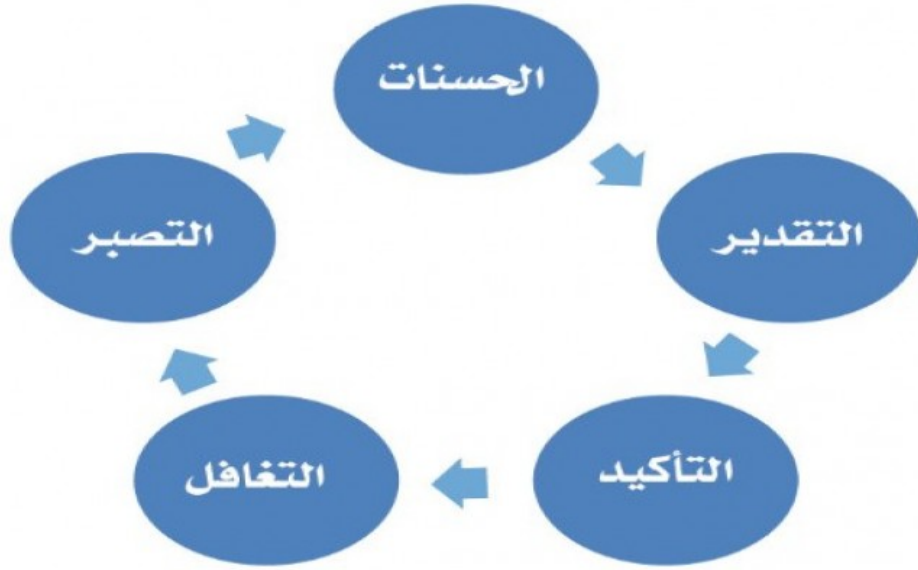 الحسنات
التقدير
التأكيد
التغافل
التصبر